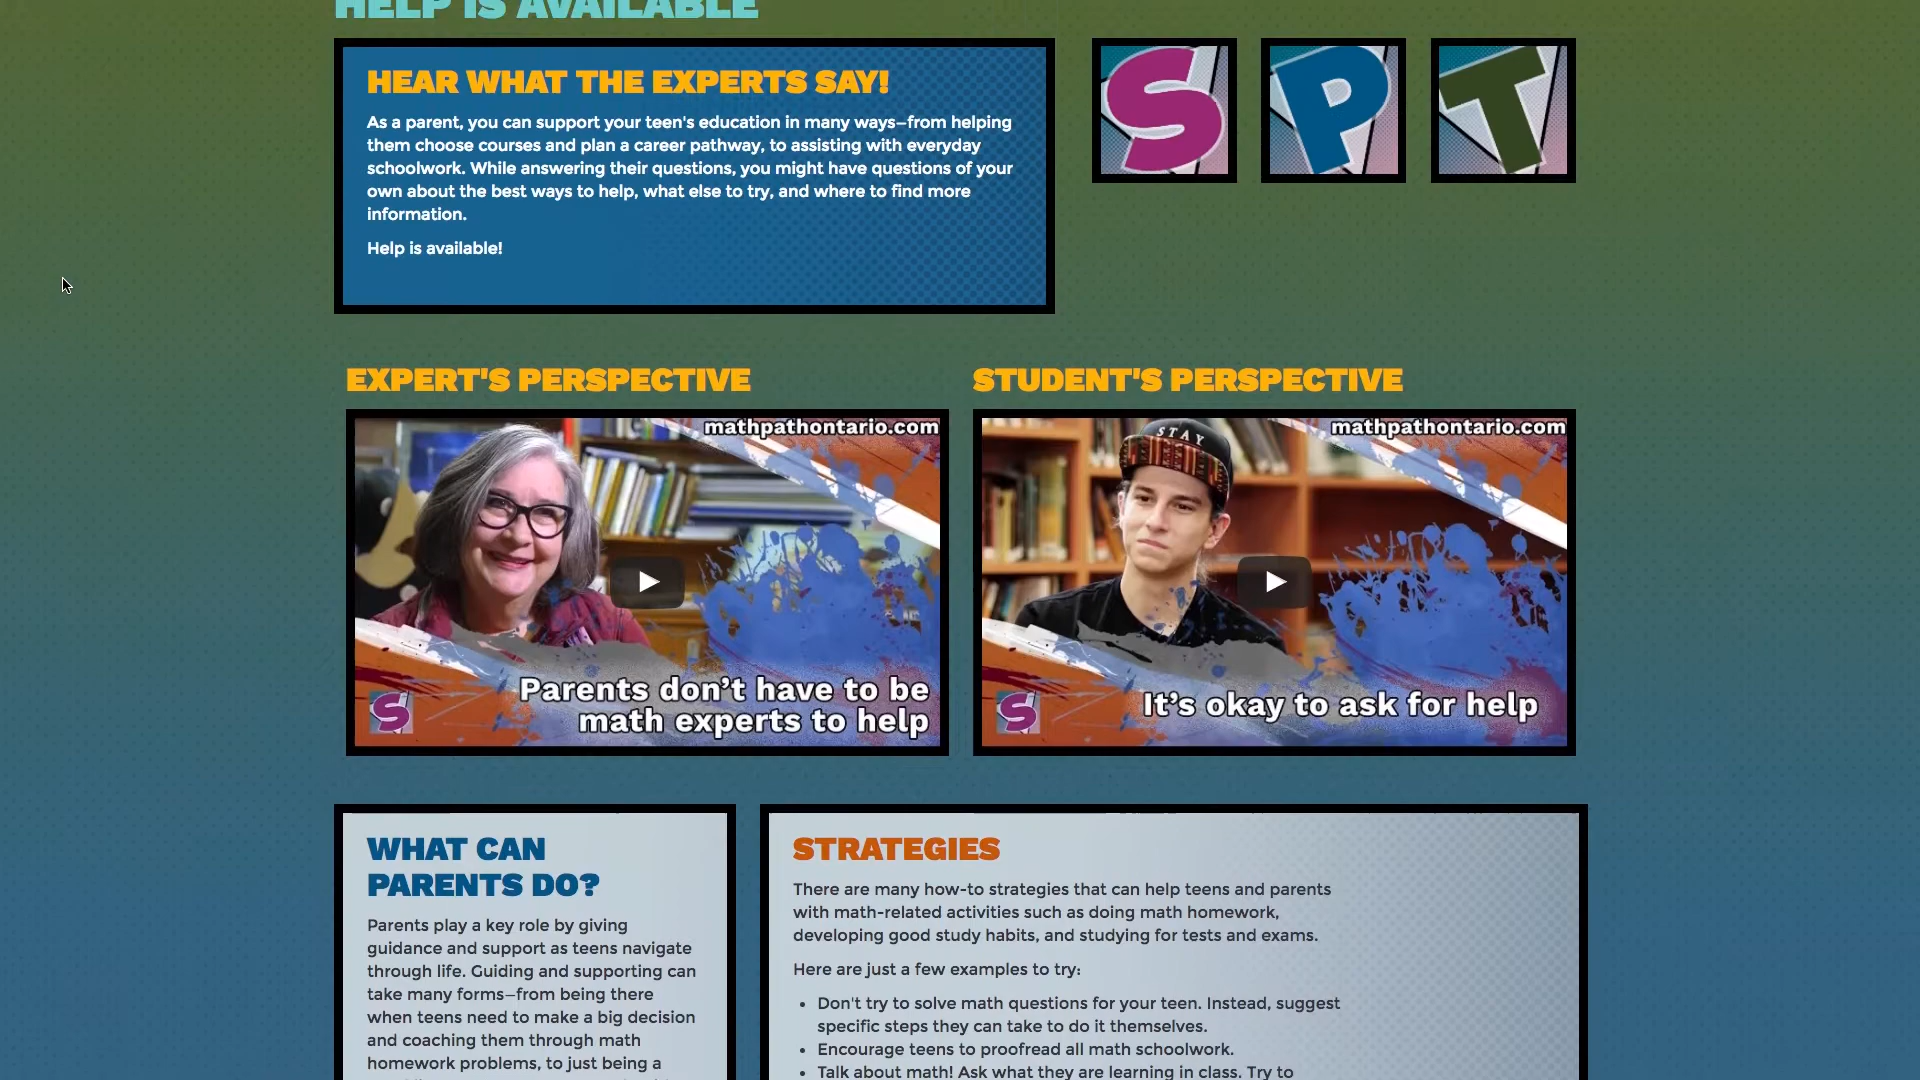 HELP IS AVAILABLE
HEAR WHAT THE EXPERTS SAY!
As a parent, you can support your teen's education in many ways—from helping
them choose courses and plan a career pathway, to assisting with everyday
schoolwork. While answering their questions, you might have questions of your
own about the best ways to help, what else to try, and where to find more
information.
Help is available!
S
P
T
EXPERT'S PERSPECTIVE
mathpathontario.com
Parents don't have to be
math experts to help
S
STUDENT'S PERSPECTIVE
mathpathontario.com
STAY
It's okay to ask for help
S
WHAT CAN
PARENTS DO?
Parents play a key role by giving
guidance and support as teens navigate
through life. Guiding and supporting can
take many forms—from being there
when teens need to make a big decision
and coaching them through math
homework problems, to just being a
STRATEGIES
There are many how-to strategies that can help teens and parents
with math-related activities such as doing math homework,
developing good study habits, and studying for tests and exams.
Here are just a few examples to try:
• Don't try to solve math questions for your teen. Instead, suggest
specific steps they can take to do it themselves.
• Encourage teens to proofread all math schoolwork.
• Talk about math! Ask what they are learning in class. Try to